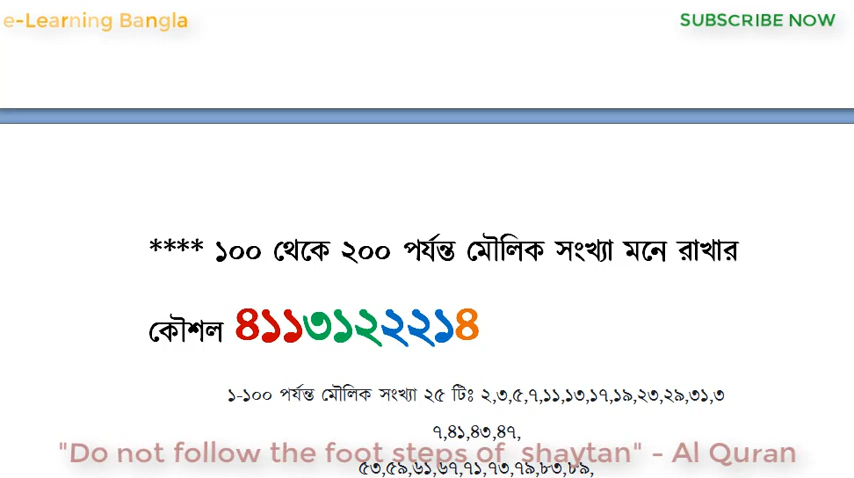 e-Learning Bangla
SUBSCRIBE NOW
**** ১০০ থেকে ২০০ পর্যন্ত মৌলিক সংখ্যা মনে রাখার
কৌশল ৪১১৩১২২২১৪
১-১০০ পর্যন্ত মৌলিক সংখ্যা ২৫ টিঃ ২,৩,৫,৭,১১,১৩,১৭,১৯,২৩,২৯,৩১,৩
৭,৪১,৪৩,৪৭,
"Do not follow the foot steps of shaytan" - Al Quran
৫৩,৫৯,৬১,৬৭,৭১,৭৩,৭৯,৮৩,৮৯,